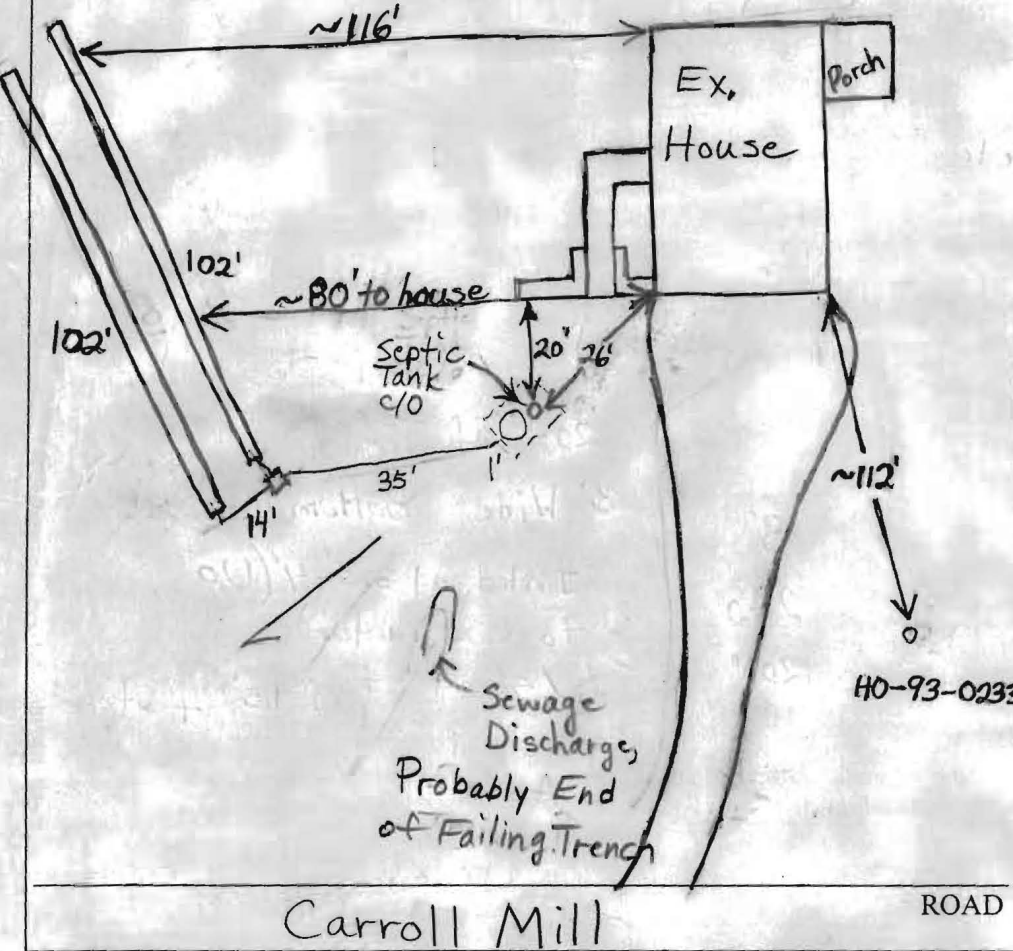 ~116'
Ex.
House
Porch
102'
102'
~80' to house
Septic
Tank
c/o
20'
26'
35'
1'
14'
~112'
HO-93-0233
Sewage
Discharge,
Probably End
of Failing Trench
Carroll Mill
ROAD